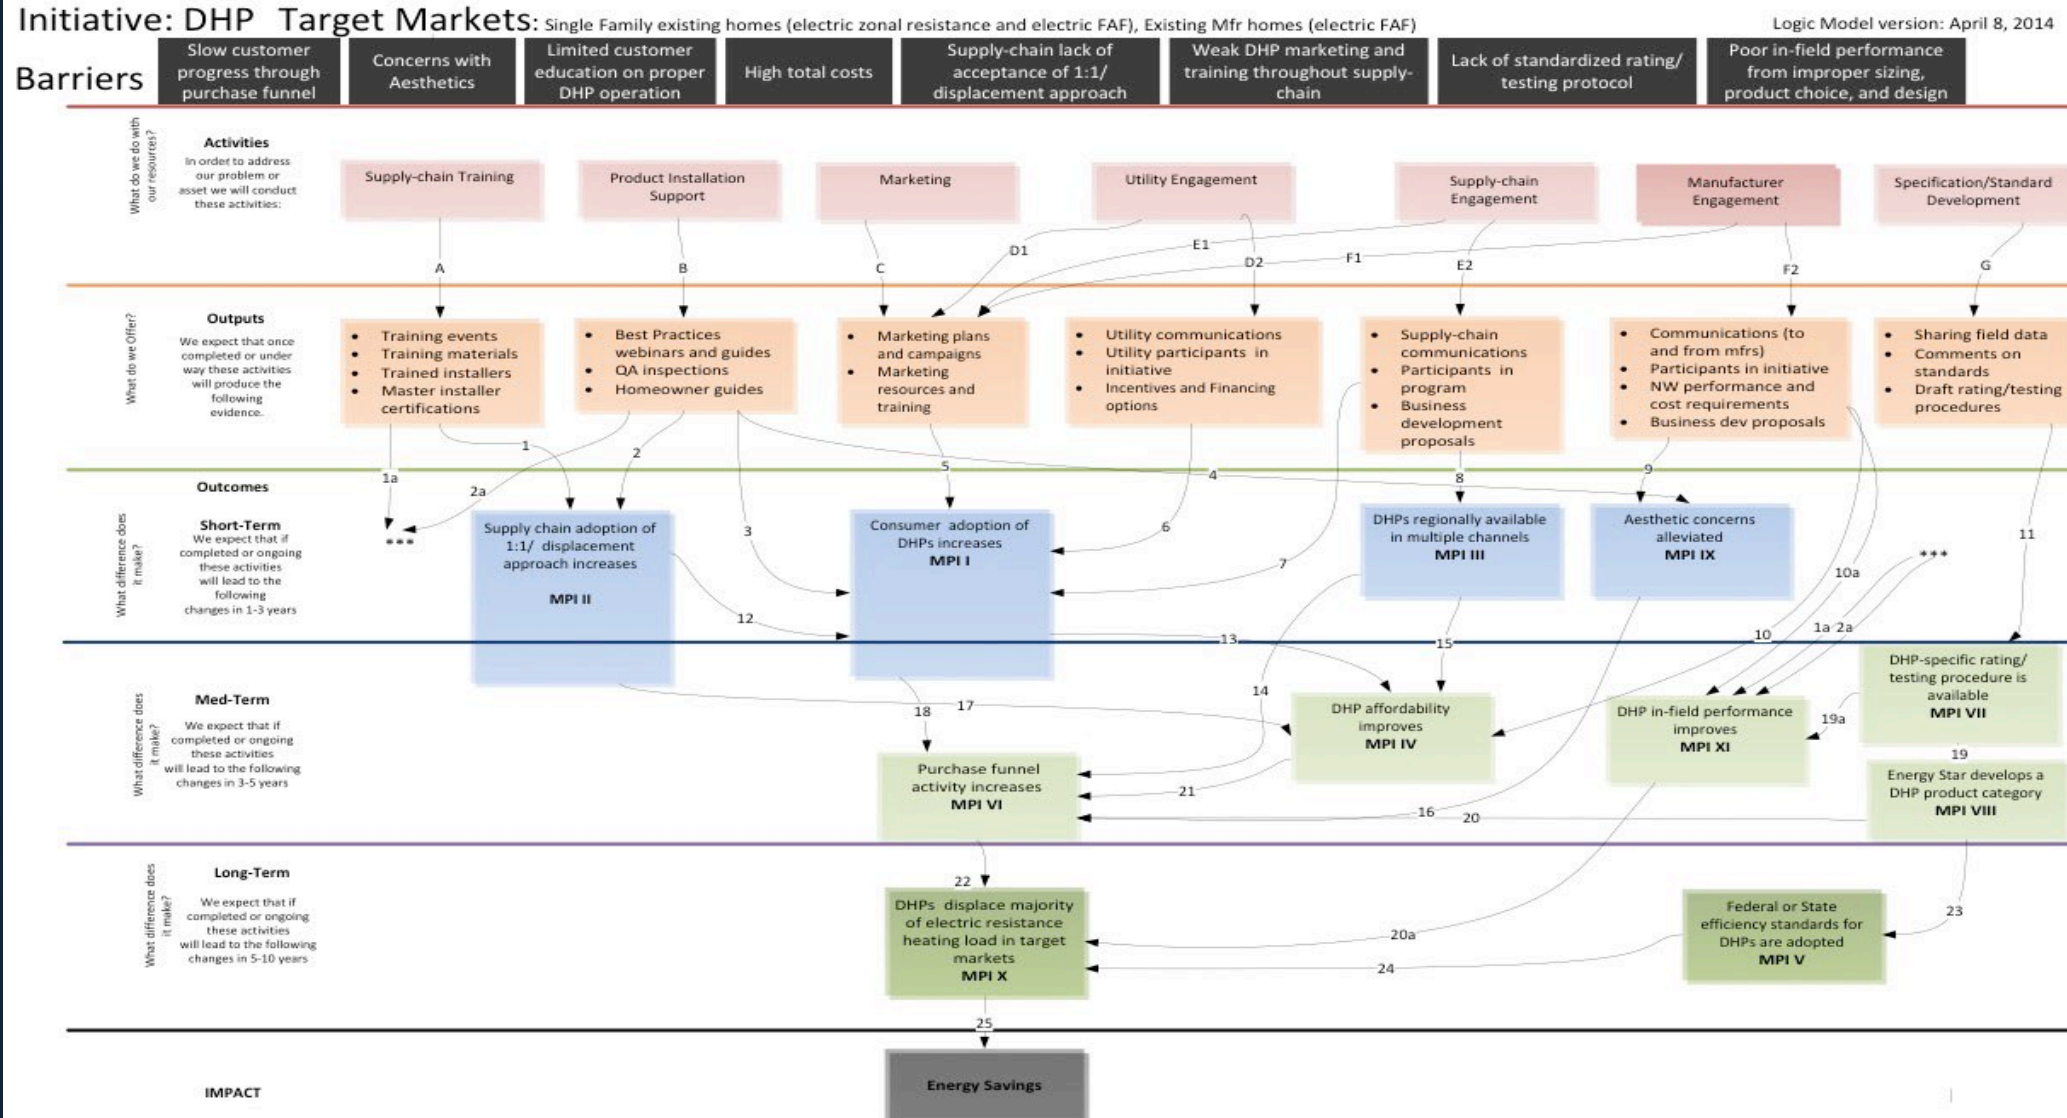 Initiative: DHP Target Markets: Single Family existing homes (electric zonal resistance and electric FAF), Existing Mfr homes (electric FAF)
Logic Model version: April 8, 2014
Barriers
Slow customer
progress through
purchase funnel
Concerns with
Aesthetics
Limited customer
education on proper
DHP operation
High total costs
Supply-chain lack of
acceptance of 1:1/
displacement approach
Weak DHP marketing and
training throughout supply-
chain
Lack of standardized rating/
testing protocol
Poor in-field performance
from improper sizing,
product choice, and design
What do we do with
our resources?
Activities
In order to address
our problem or
asset we will conduct
these activities:
Supply-chain Training
Product Installation
Support
Marketing
Utility Engagement
Supply-chain
Engagement
Manufacturer
Engagement
Specification/Standard
Development
A
B
C
D1
E1
D2
F1
E2
F2
G
What do we Offer?
Outputs
We expect that once
completed or under
way these activities
will produce the
following
evidence.
• Training events
• Training materials
• Trained installers
• Master installer
certifications
• Best Practices
webinars and guides
• QA inspections
• Homeowner guides
• Marketing plans
and campaigns
• Marketing
resources and
training
• Utility communications
• Utility participants in
initiative
• Incentives and Financing
options
• Supply-chain
communications
• Participants in
program
• Business
development
proposals
• Communications (to
and from mfrs)
• Participants in initiative
• NW performance and
cost requirements
• Business dev proposals
• Sharing field data
• Comments on
standards
• Draft rating/testing
procedures
1
2
1a
2a
5
4
8
9
3
6
7
11
Outcomes
What difference does
it make?
Short-Term
We expect that if
completed or ongoing
these activities
will lead to the
following
changes in 1-3 years
***
Supply chain adoption of
1:1/ displacement
approach increases
MPI II
Consumer adoption of
DHPs increases
MPI I
DHPs regionally available
in multiple channels
MPI III
Aesthetic concerns
alleviated
MPI IX
***
10a
12
13
15
10
1a
2a
What difference does
it make?
Med-Term
We expect that if
completed or ongoing
these activities
will lead to the following
changes in 3-5 years
18
17
14
DHP affordability
improves
MPI IV
DHP in-field performance
improves
MPI XI
19a
DHP-specific rating/
testing procedure is
available
MPI VII
19
Purchase funnel
activity increases
MPI VI
21
16
20
Energy Star develops a
DHP product category
MPI VIII
What difference does
it make?
Long-Term
We expect that if
completed or ongoing
these activities
will lead to the following
changes in 5-10 years
22
DHPs displace majority
of electric resistance
heating load in target
markets
MPI X
20a
24
Federal or State
efficiency standards for
DHPs are adopted
MPI V
23
25
IMPACT
Energy Savings